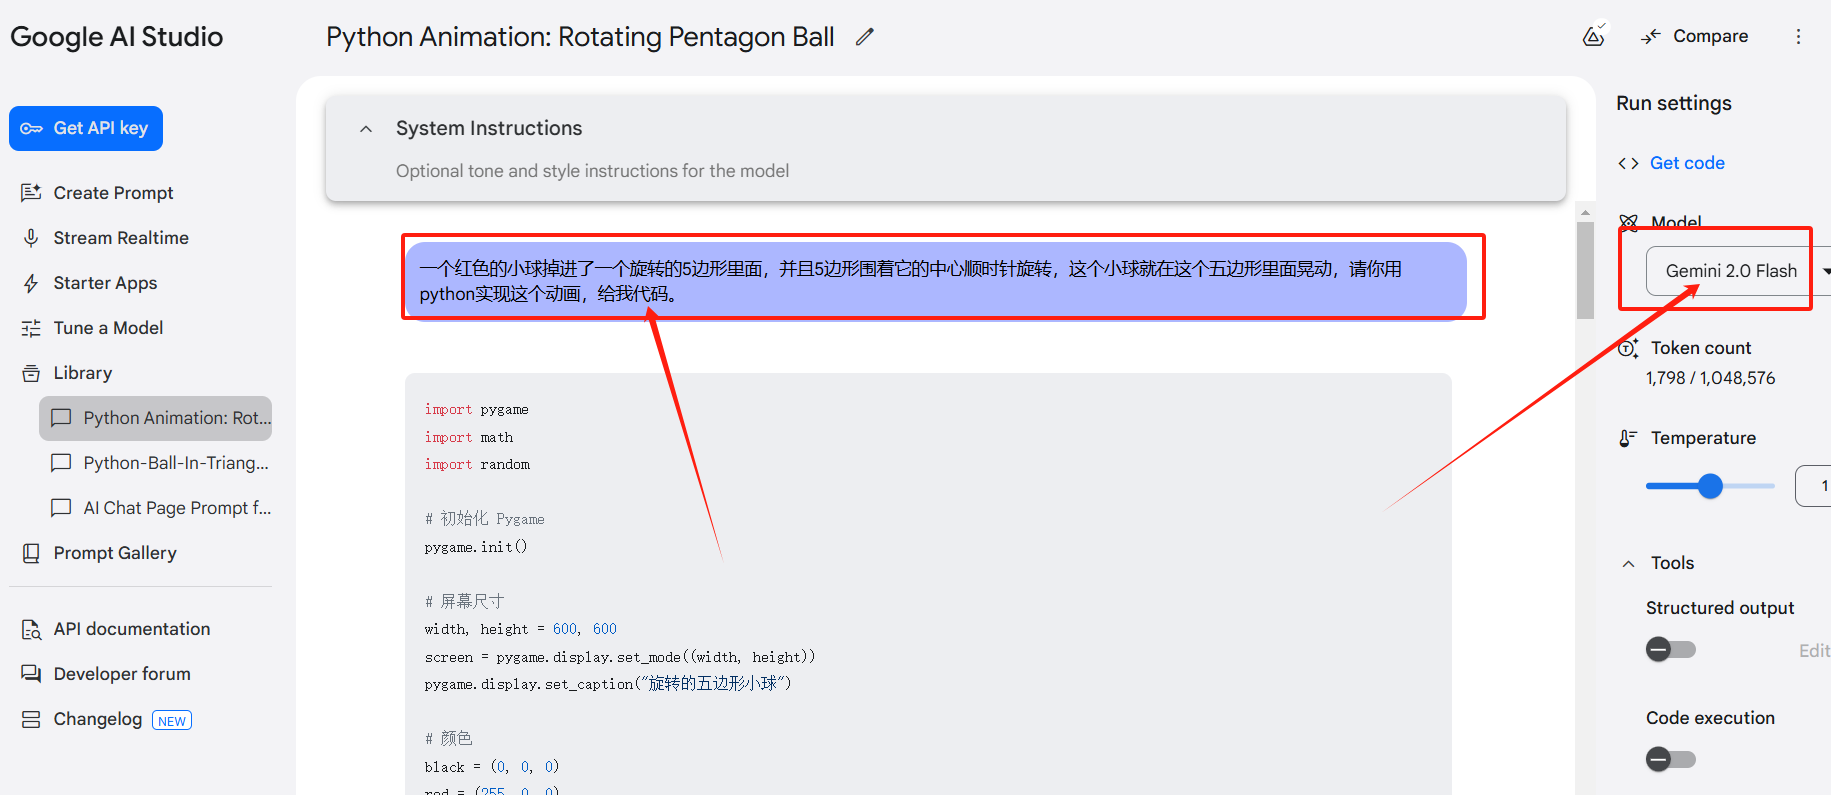 Google AI Studio
Python Animation: Rotating Pentagon Ball
Compare
Get API key
Create Prompt
Stream Realtime
Starter Apps
Tune a Model
Library
Python Animation: Rot...
Python-Ball-In-Triang...
AI Chat Page Prompt f...
Prompt Gallery
API documentation
Developer forum
Changelog NEW
System Instructions
Optional tone and style instructions for the model
一个红色的小球掉进了一个旋转的5边形里面，并且5边形围着它的中心顺时针旋转，这个小球就在这个五边形里面晃动，请你用
python实现这个动画，给我代码。
import pygame
import math
import random
# 初始化 Pygame
pygame.init()
# 屏幕尺寸
width, height = 600, 600
screen = pygame.display.set_mode((width, height))
pygame.display.set_caption("旋转的五边形小球")
# 颜色
black = (0, 0, 0)
red = (255, 0, 0)
Run settings
Get code
Model
Gemini 2.0 Flash
Token count
1,798 / 1,048,576
Temperature
1
Tools
Structured output
Edit
Code execution